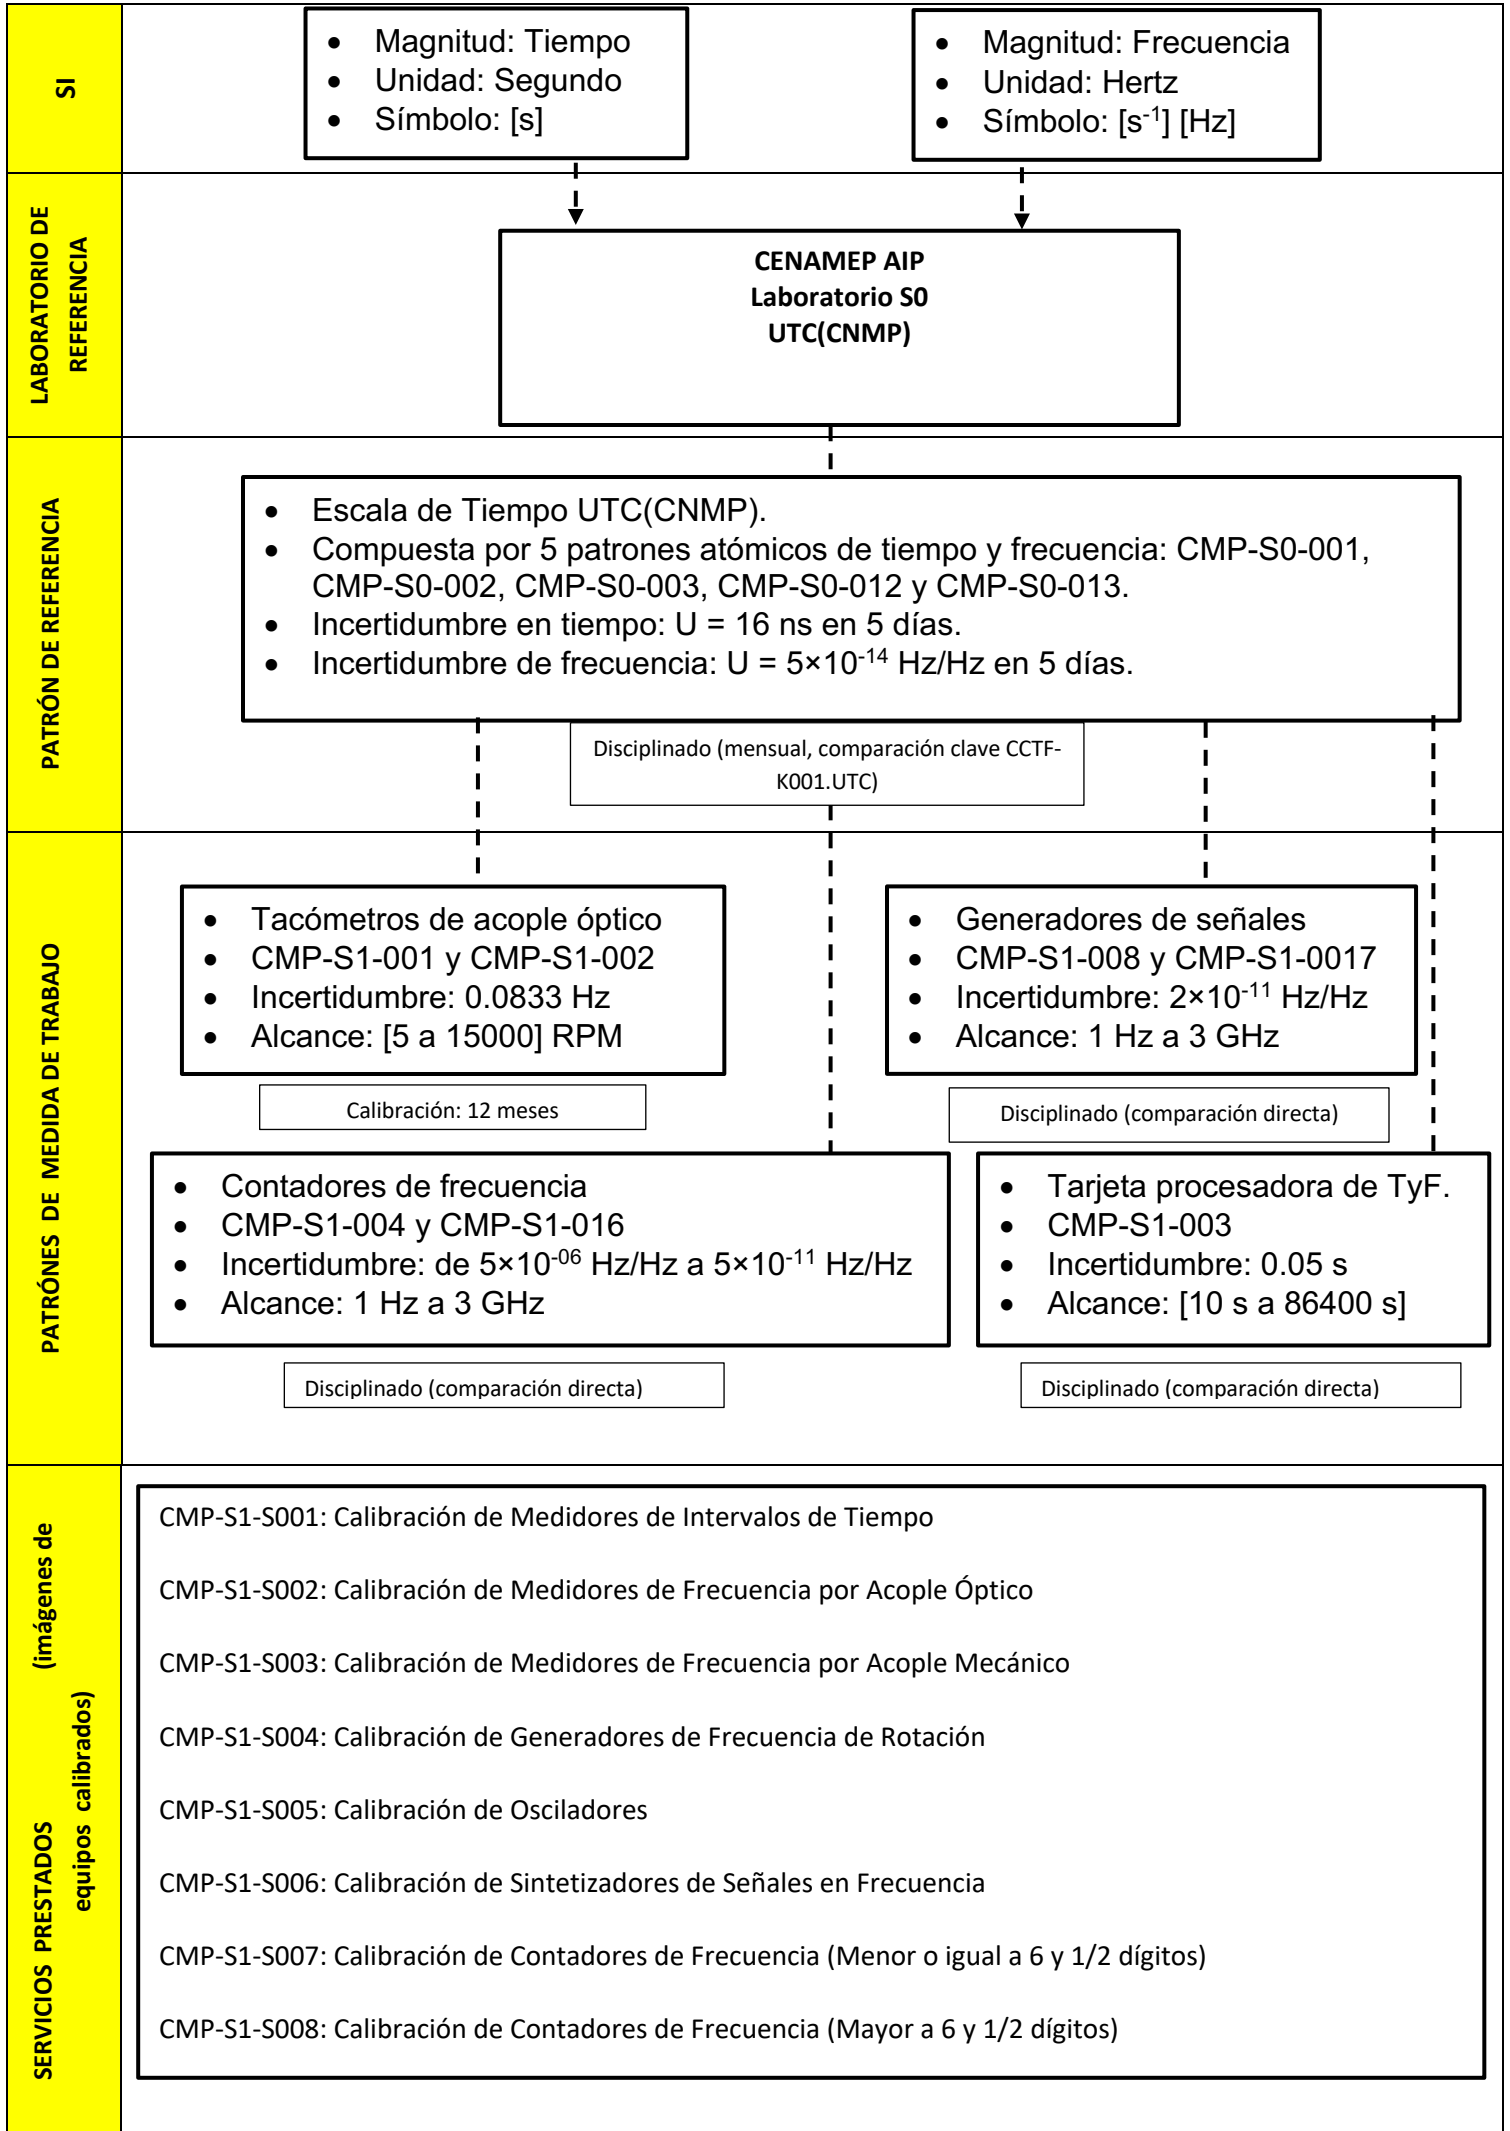 SI
• Magnitud: Tiempo
• Unidad: Segundo
• Símbolo: [s]
• Magnitud: Frecuencia
• Unidad: Hertz
• Símbolo: [s-1] [Hz]
LABORATORIO DE
REFERENCIA
CENAMEP AIP
Laboratorio S0
UTC(CNMP)
PATRÓN DE REFERENCIA
• Escala de Tiempo UTC(CNMP).
• Compuesta por 5 patrones atómicos de tiempo y frecuencia: CMP-S0-001,
CMP-S0-002, CMP-S0-003, CMP-S0-012 y CMP-S0-013.
• Incertidumbre en tiempo: U = 16 ns en 5 días.
• Incertidumbre de frecuencia: U = 5×10-14 Hz/Hz en 5 días.
Disciplinado (mensual, comparación clave CCTF-
K001.UTC)
PATRÓNES DE MEDIDA DE TRABAJO
• Tacómetros de acople óptico
• CMP-S1-001 y CMP-S1-002
• Incertidumbre: 0.0833 Hz
• Alcance: [5 a 15000] RPM
Calibración: 12 meses
• Generadores de señales
• CMP-S1-008 y CMP-S1-0017
• Incertidumbre: 2×10-11 Hz/Hz
• Alcance: 1 Hz a 3 GHz
Disciplinado (comparación directa)
• Contadores de frecuencia
• CMP-S1-004 y CMP-S1-016
• Incertidumbre: de 5×10-06 Hz/Hz a 5×10-11 Hz/Hz
• Alcance: 1 Hz a 3 GHz
Disciplinado (comparación directa)
• Tarjeta procesadora de TyF.
• CMP-S1-003
• Incertidumbre: 0.05 s
• Alcance: [10 s a 86400 s]
Disciplinado (comparación directa)
SERVICIOS PRESTADOS (imágenes de
equipos calibrados)
CMP-S1-S001: Calibración de Medidores de Intervalos de Tiempo
CMP-S1-S002: Calibración de Medidores de Frecuencia por Acople Óptico
CMP-S1-S003: Calibración de Medidores de Frecuencia por Acople Mecánico
CMP-S1-S004: Calibración de Generadores de Frecuencia de Rotación
CMP-S1-S005: Calibración de Osciladores
CMP-S1-S006: Calibración de Sintetizadores de Señales en Frecuencia
CMP-S1-S007: Calibración de Contadores de Frecuencia (Menor o igual a 6 y 1/2 dígitos)
CMP-S1-S008: Calibración de Contadores de Frecuencia (Mayor a 6 y 1/2 dígitos)